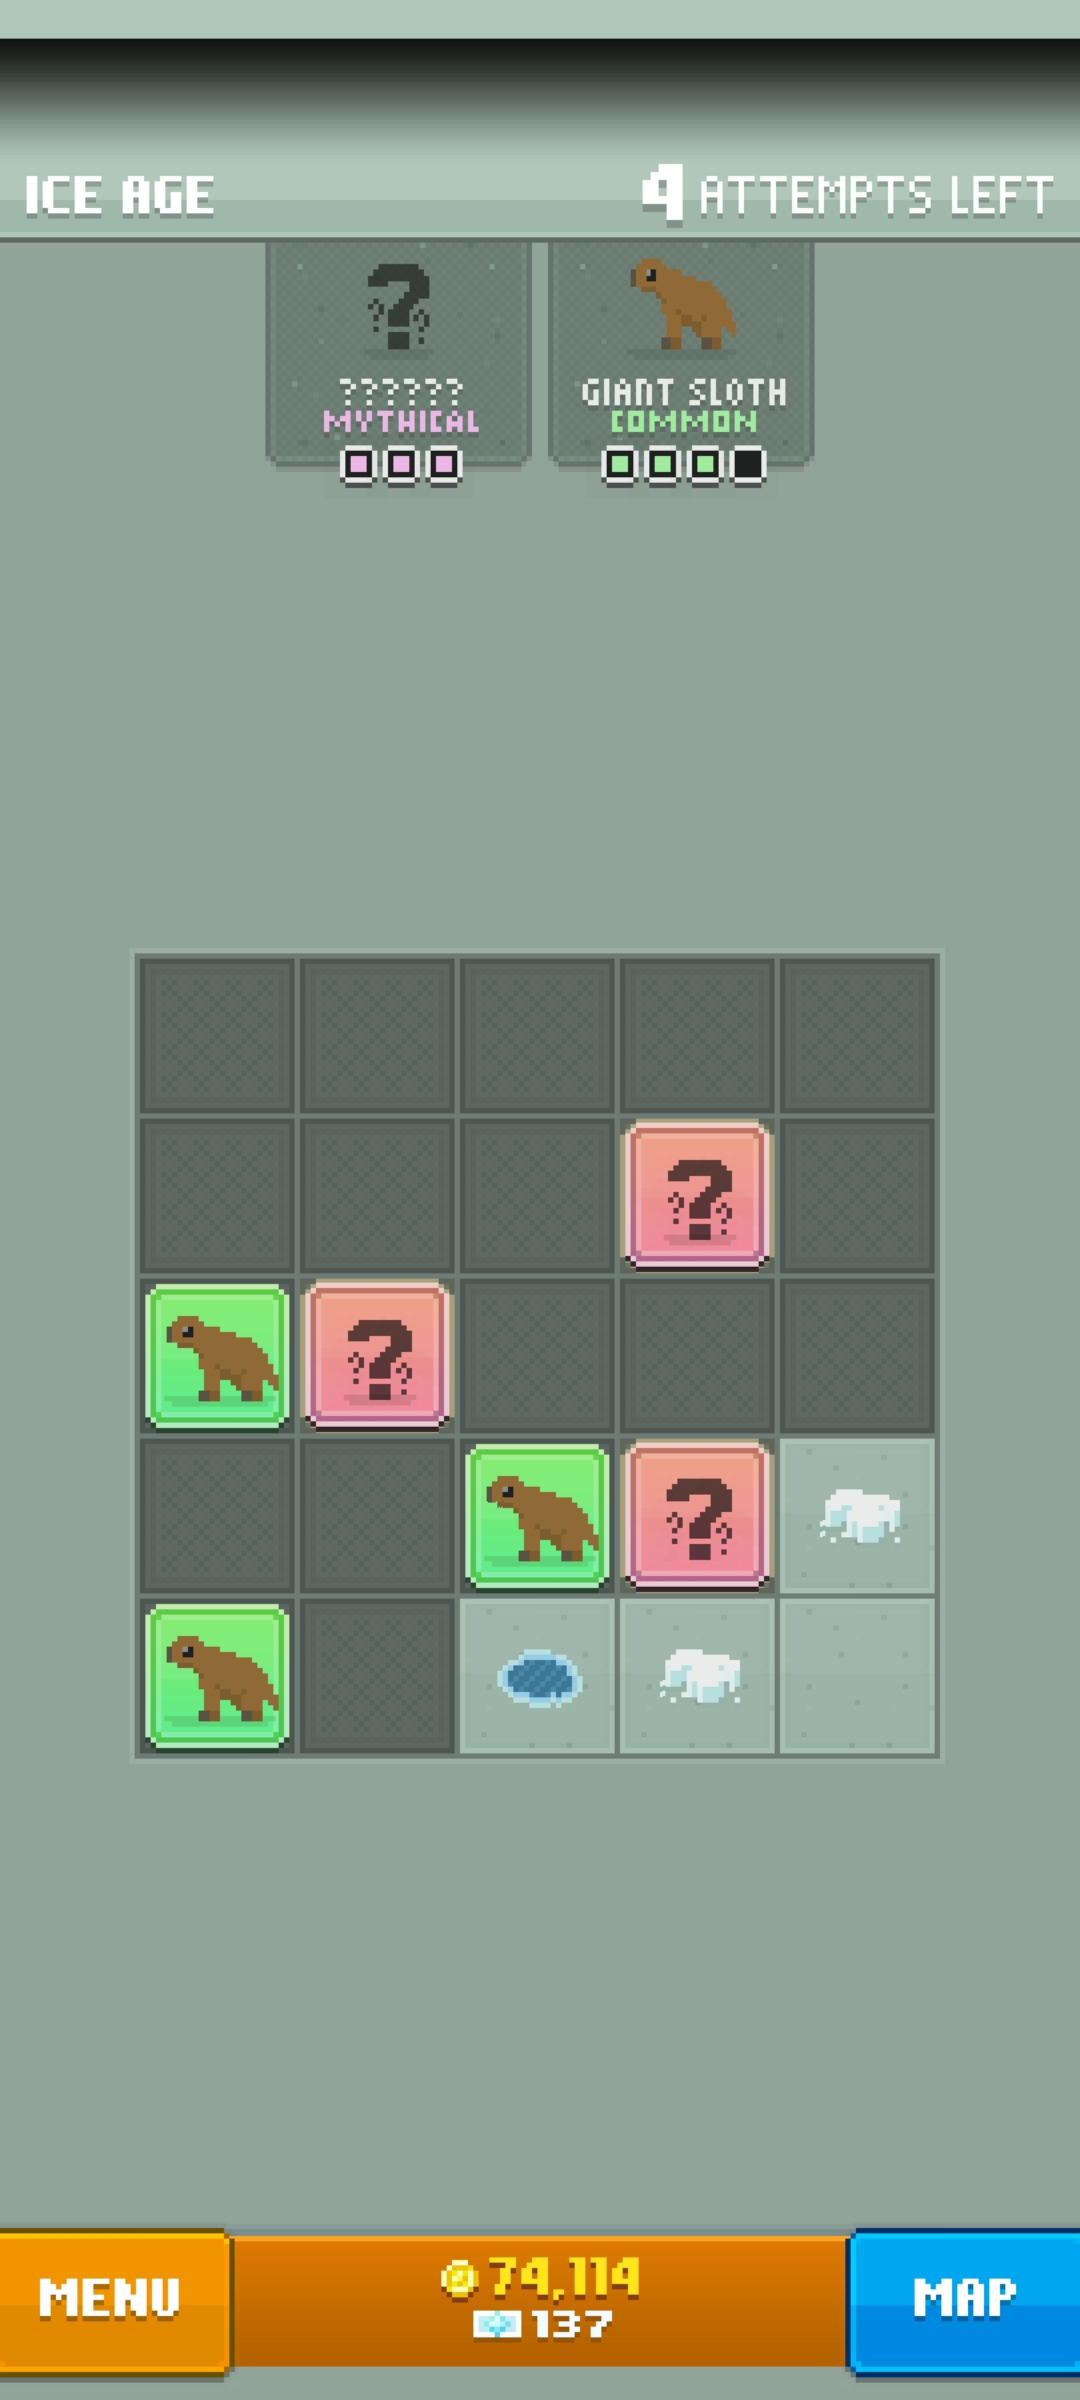 ICE AGE
4 ATTEMPTS LEFT
?
??????
MYTHICAL
GIANT SLOTH
COMMON
?
?
?
MENU
74,114
137
MAP